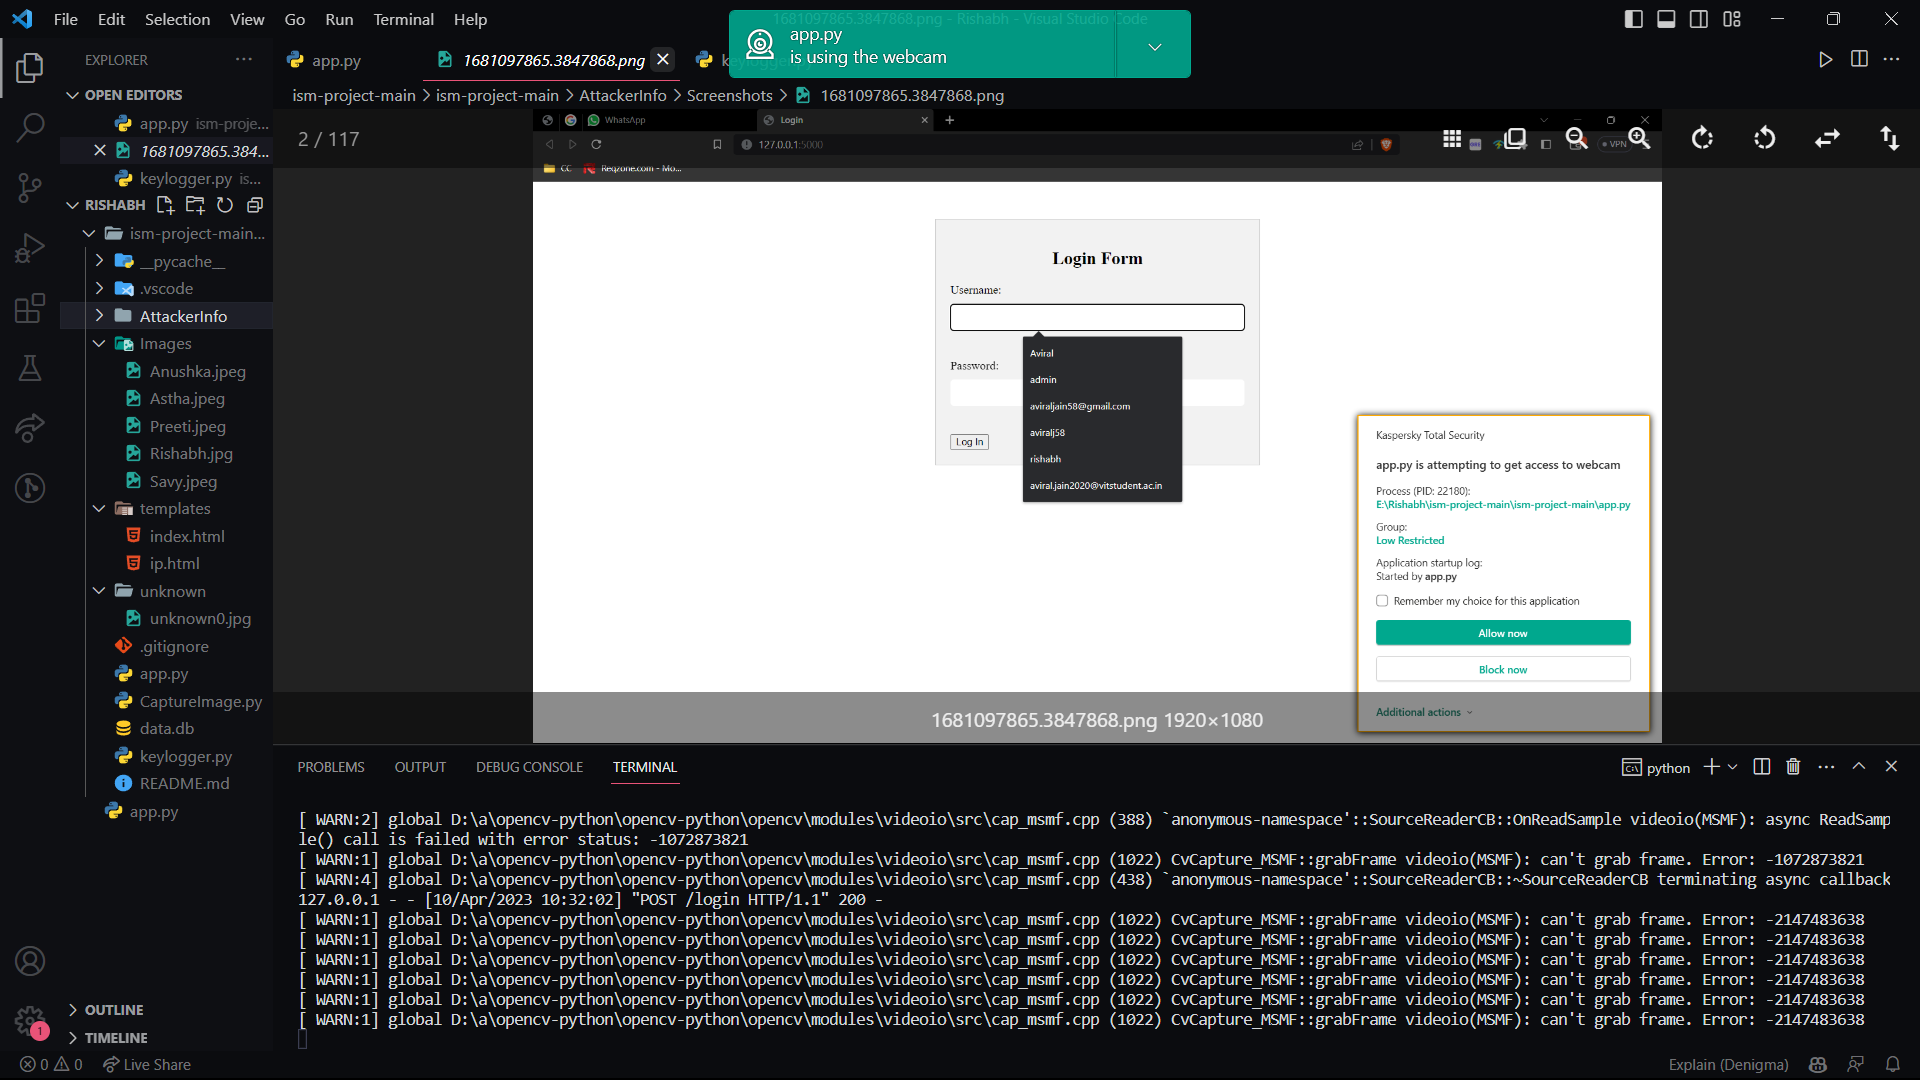 File Edit Selection View Go Run Terminal Help
1681097865.3847868.png - Rishabh - Visual Studio Code
app.py
is using the webcam
EXPLORER
OPEN EDITORS
app.py ism-proje...
1681097865.384...
keylogger.py is...
RISHABH
ism-project-main...
__pycache__
.vscode
AttackerInfo
Images
Anushka.jpeg
Astha.jpeg
Preeti.jpeg
Rishabh.jpg
Savy.jpeg
templates
index.html
ip.html
unknown
unknown0.jpg
.gitignore
app.py
CaptureImage.py
data.db
keylogger.py
README.md
app.py
OUTLINE
TIMELINE
1
app.py
1681097865.3847868.png
ism-project-main > ism-project-main > AttackerInfo > Screenshots > 1681097865.3847868.png
2 / 117
WhatsApp
Login
127.0.0.1:5000
VPN
CC
Reqzone.com - Mo...
Login Form
Username:
Aviral
admin
aviraljain58@gmail.com
aviralj58
rishabh
aviral.jain2020@vitstudent.ac.in
Password:
Log In
Kaspersky Total Security
app.py is attempting to get access to webcam
Process (PID: 22180):
E:\Rishabh\ism-project-main\ism-project-main\app.py
Group:
Low Restricted
Application startup log:
Started by app.py
Remember my choice for this application
Allow now
Block now
Additional actions
1681097865.3847868.png 1920×1080
PROBLEMS OUTPUT DEBUG CONSOLE TERMINAL
python
[ WARN:2] global D:\a\opencv-python\opencv-python\opencv\modules\videoio\src\cap_msmf.cpp (388) `anonymous-namespace'::SourceReaderCB::OnReadSample videoio(MSMF): async ReadSamp
le() call is failed with error status: -1072873821
[ WARN:1] global D:\a\opencv-python\opencv-python\opencv\modules\videoio\src\cap_msmf.cpp (1022) CvCapture_MSMF::grabFrame videoio(MSMF): can't grab frame. Error: -1072873821
[ WARN:4] global D:\a\opencv-python\opencv-python\opencv\modules\videoio\src\cap_msmf.cpp (438) `anonymous-namespace'::SourceReaderCB::~SourceReaderCB terminating async callback
127.0.0.1 - - [10/Apr/2023 10:32:02] "POST /login HTTP/1.1" 200 -
[ WARN:1] global D:\a\opencv-python\opencv-python\opencv\modules\videoio\src\cap_msmf.cpp (1022) CvCapture_MSMF::grabFrame videoio(MSMF): can't grab frame. Error: -2147483638
[ WARN:1] global D:\a\opencv-python\opencv-python\opencv\modules\videoio\src\cap_msmf.cpp (1022) CvCapture_MSMF::grabFrame videoio(MSMF): can't grab frame. Error: -2147483638
[ WARN:1] global D:\a\opencv-python\opencv-python\opencv\modules\videoio\src\cap_msmf.cpp (1022) CvCapture_MSMF::grabFrame videoio(MSMF): can't grab frame. Error: -2147483638
[ WARN:1] global D:\a\opencv-python\opencv-python\opencv\modules\videoio\src\cap_msmf.cpp (1022) CvCapture_MSMF::grabFrame videoio(MSMF): can't grab frame. Error: -2147483638
[ WARN:1] global D:\a\opencv-python\opencv-python\opencv\modules\videoio\src\cap_msmf.cpp (1022) CvCapture_MSMF::grabFrame videoio(MSMF): can't grab frame. Error: -2147483638
[ WARN:1] global D:\a\opencv-python\opencv-python\opencv\modules\videoio\src\cap_msmf.cpp (1022) CvCapture_MSMF::grabFrame videoio(MSMF): can't grab frame. Error: -2147483638
0 0 Live Share
Explain (Denigma)